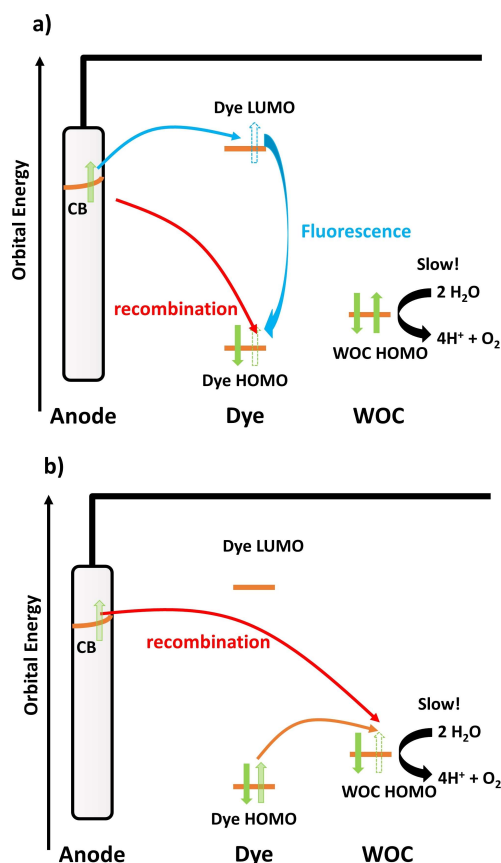 a)
Orbital Energy
Dye LUMO
CB
Fluorescence
recombination
Slow!
2 H₂O
4H⁺ + O₂
WOC HOMO
Dye HOMO
Anode
Dye
WOC
b)
Orbital Energy
Dye LUMO
CB
recombination
Slow!
2 H₂O
4H⁺ + O₂
WOC HOMO
Dye HOMO
Anode
Dye
WOC